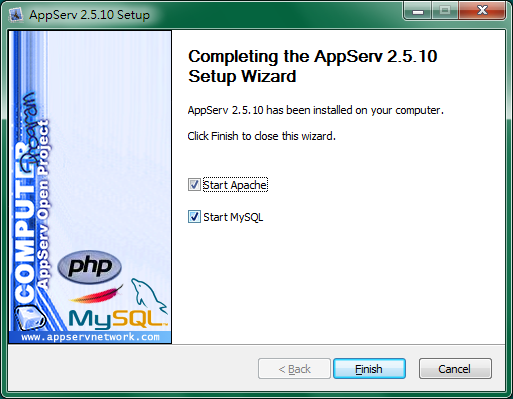 AppServ 2.5.10 Setup
Completing the AppServ 2.5.10
Setup Wizard
AppServ 2.5.10 has been installed on your computer.
Click Finish to close this wizard.
Start Apache
Start MySQL
COMPUTER
Program
AppServ Open Project
php
MySQL™
www.appservnetwork.com
< Back
Finish
Cancel